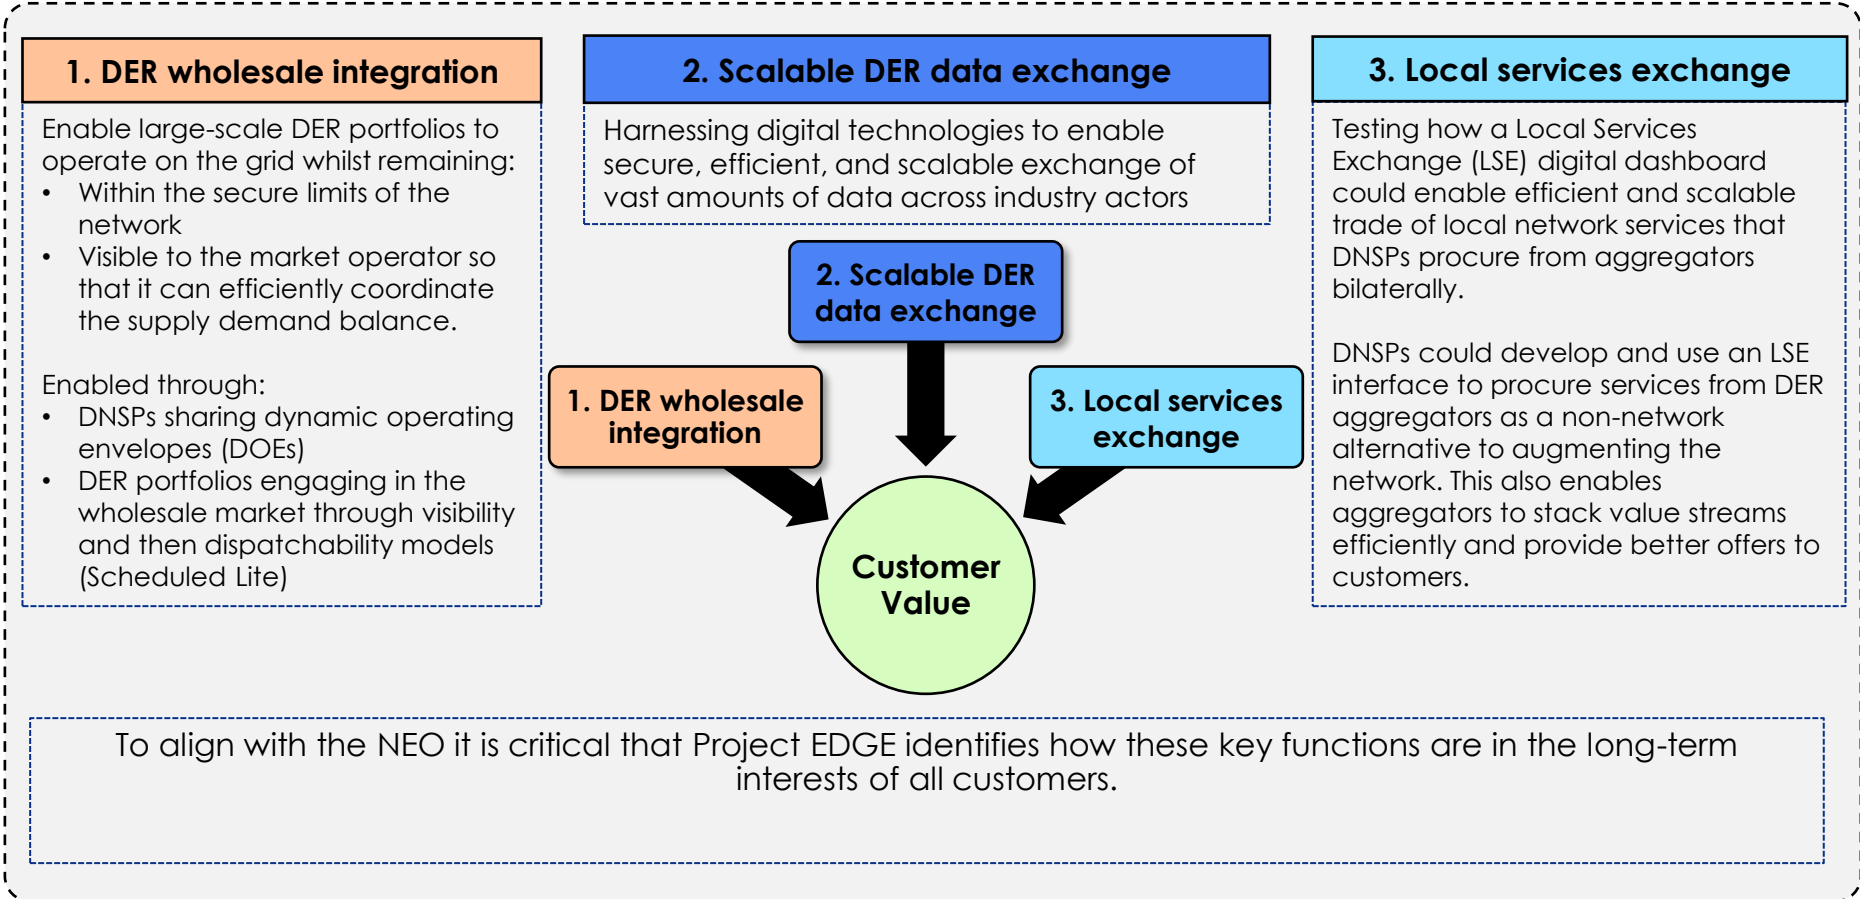 1. DER wholesale integration
Enable large-scale DER portfolios to
operate on the grid whilst remaining:
• Within the secure limits of the
network
• Visible to the market operator so
that it can efficiently coordinate
the supply demand balance.
Enabled through:
• DNSPs sharing dynamic operating
envelopes (DOEs)
• DER portfolios engaging in the
wholesale market through visibility
and then dispatchability models
(Scheduled Lite)
2. Scalable DER data exchange
Harnessing digital technologies to enable
secure, efficient, and scalable exchange of
vast amounts of data across industry actors
2. Scalable DER
data exchange
1. DER wholesale
integration
3. Local services
exchange
Customer
Value
3. Local services exchange
Testing how a Local Services
Exchange (LSE) digital dashboard
could enable efficient and scalable
trade of local network services that
DNSPs procure from aggregators
bilaterally.
DNSPs could develop and use an LSE
interface to procure services from DER
aggregators as a non-network
alternative to augmenting the
network. This also enables
aggregators to stack value streams
efficiently and provide better offers to
customers.
To align with the NEO it is critical that Project EDGE identifies how these key functions are in the long-term
interests of all customers.